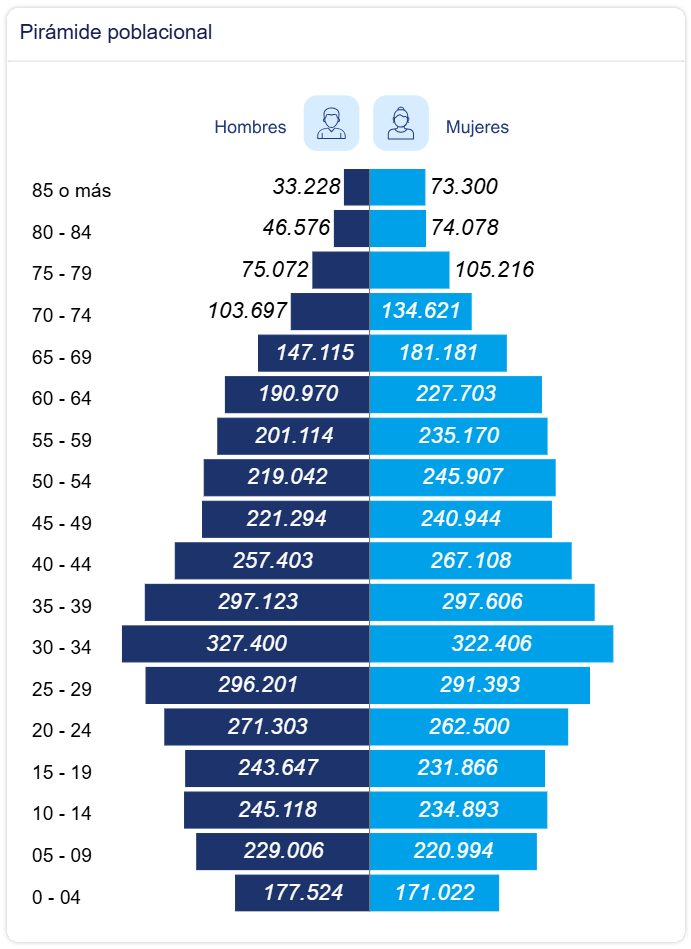 Pirámide poblacional
Hombres Mujeres
85 o más 33.228 73.300
80 - 84 46.576 74.078
75 - 79 75.072 105.216
70 - 74 103.697 134.621
65 - 69 147.115 181.181
60 - 64 190.970 227.703
55 - 59 201.114 235.170
50 - 54 219.042 245.907
45 - 49 221.294 240.944
40 - 44 257.403 267.108
35 - 39 297.123 297.606
30 - 34 327.400 322.406
25 - 29 296.201 291.393
20 - 24 271.303 262.500
15 - 19 243.647 231.866
10 - 14 245.118 234.893
05 - 09 229.006 220.994
0 - 04 177.524 171.022